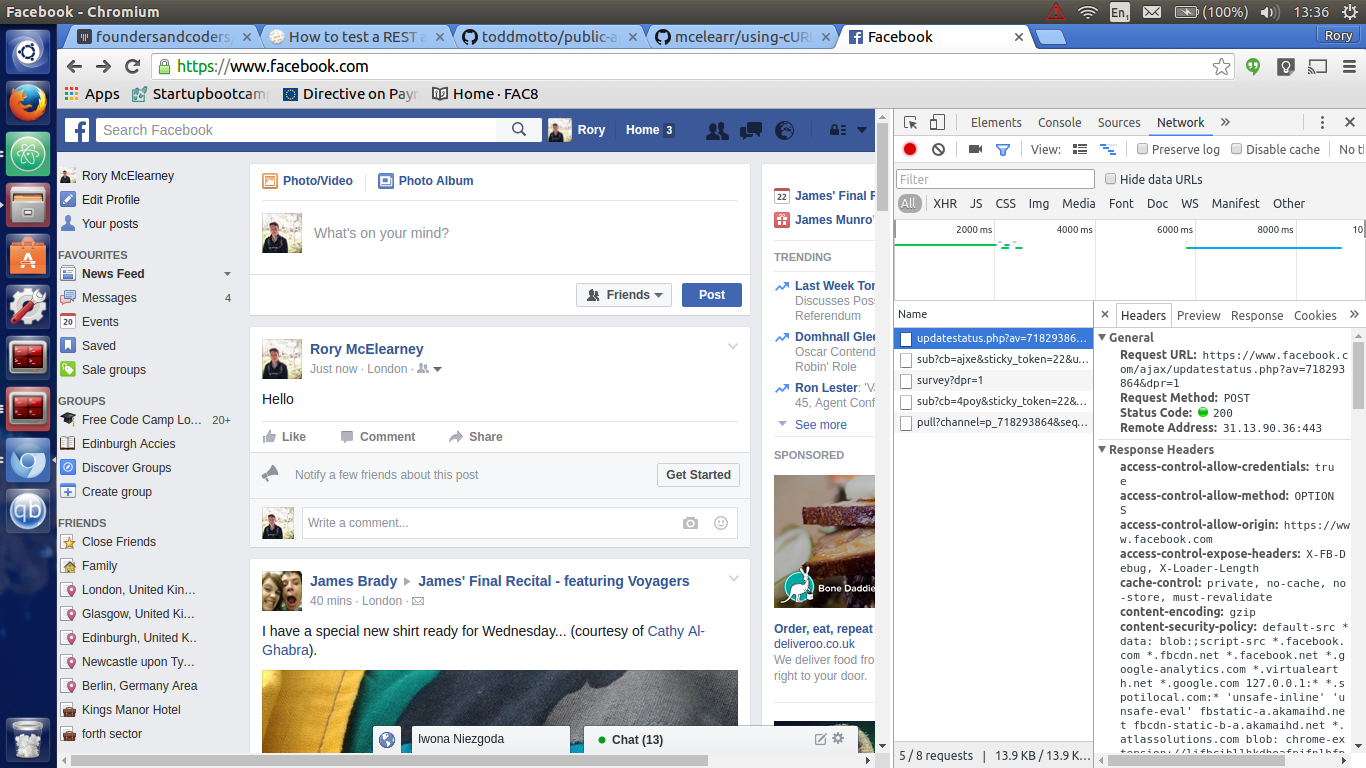 Facebook - Chromium
En1
(100%)
13:36
foundersandcoders,
How to test a REST a
toddmotto/public-a
mcelearr/using-cUR
Facebook
Rory
https://www.facebook.com
Apps
Startupbootcam
Directive on Payn
Home · FAC8
Search Facebook
Rory
Home 3
Rory McElearney
Edit Profile
Your posts
FAVOURITES
News Feed
Messages 4
20 Events
Saved
Sale groups
GROUPS
Free Code Camp Lo... 20+
Edinburgh Accies
Discover Groups
Create group
FRIENDS
Close Friends
Family
London, United Kin...
Glasgow, United Ki...
Edinburgh, United K..
Newcastle upon Ty...
Berlin, Germany Area
Kings Manor Hotel
forth sector
qb
Photo/Video
Photo Album
What's on your mind?
Friends
Post
Rory McElearney
Just now · London ·
Hello
Like
Comment
Share
Notify a few friends about this post
Get Started
Write a comment...
James Brady
James' Final Recital - featuring Voyagers
40 mins · London ·
I have a special new shirt ready for Wednesday... (courtesy of Cathy Al-
Ghabra).
22 James' Final R
James Munro'
TRENDING
Last Week Ton
Discusses Poss
Referendum
Domhnall Glee
Oscar Contend
Robin' Role
Ron Lester: 'Va
45, Agent Conf
See more
SPONSORED
Bone Daddie
Order, eat, repeat
deliveroo.co.uk
We deliver food fro
right to your door.
Iwona Niezgoda
Chat (13)
Elements
Console
Sources
Network
»
View:
Preserve log
Disable cache
No th
Filter
Hide data URLs
All
XHR
JS
CSS
Img
Media
Font
Doc
WS
Manifest
Other
2000 ms
4000 ms
6000 ms
8000 ms
10
Name
updatestatus.php?av=71829386...
sub?cb=ajxe&sticky_token=22&u...
survey?dpr=1
sub?cb=4poy&sticky_token=22&...
pull?channel=p_718293864&seq...
5 / 8 requests | 13.9 KB / 13.9 K...
Headers
Preview
Response
Cookies
»
General
Request URL: https://www.facebook.c
om/ajax/updatestatus.php?av=718293
864&dpr=1
Request Method: POST
Status Code: 200
Remote Address: 31.13.90.36:443
Response Headers
access-control-allow-credentials: tru
e
access-control-allow-method: OPTION
S
access-control-allow-origin: https://ww
w.facebook.com
access-control-expose-headers: X-FB-D
ebug, X-Loader-Length
cache-control: private, no-cache, no
-store, must-revalidate
content-encoding: gzip
content-security-policy: default-src *
data: blob:;script-src *.facebook.
com *.fbcdn.net *.facebook.net *.g
oogle-analytics.com *.virtualeart
h.net *.google.com 127.0.0.1:* *.s
potilocal.com:* 'unsafe-inline' 'u
nsafe-eval' fbstatic-a.akamaihd.ne
t fbcdn-static-b-a.akamaihd.net *.
atlassolutions.com blob: chrome-ex